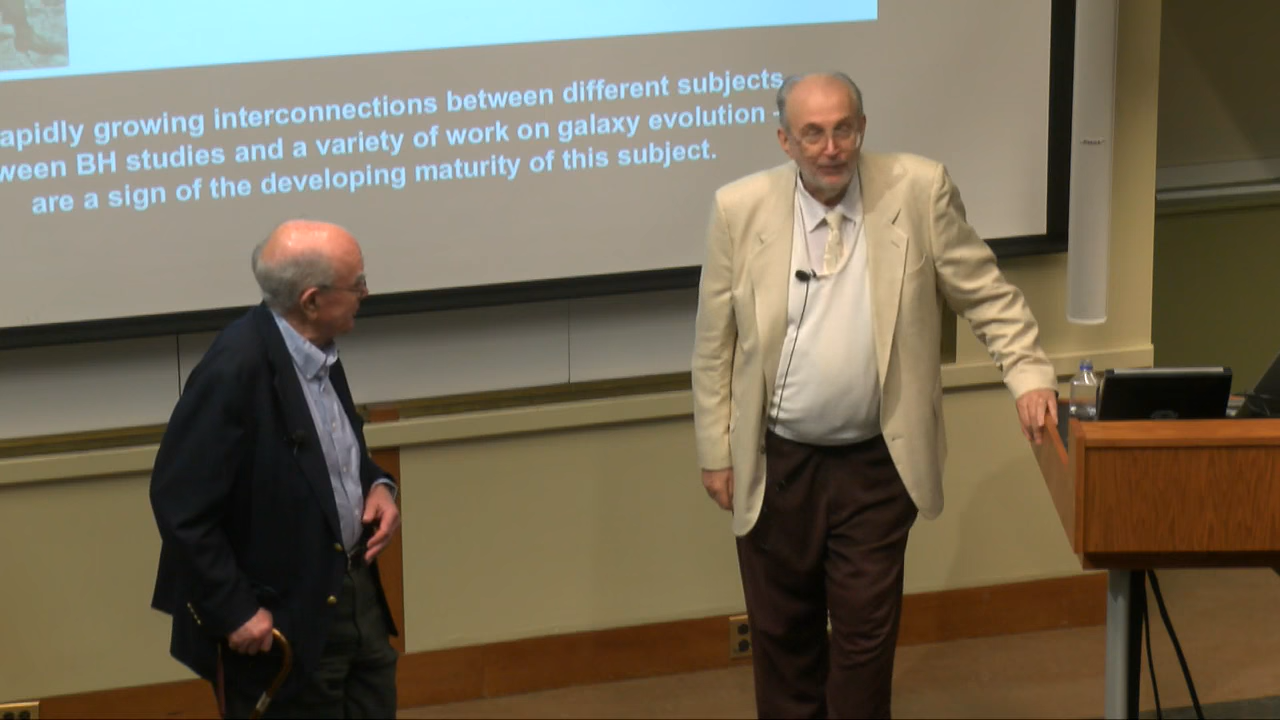 apidly growing interconnections between different subjects
ween BH studies and a variety of work on galaxy evolution -
are a sign of the developing maturity of this subject.